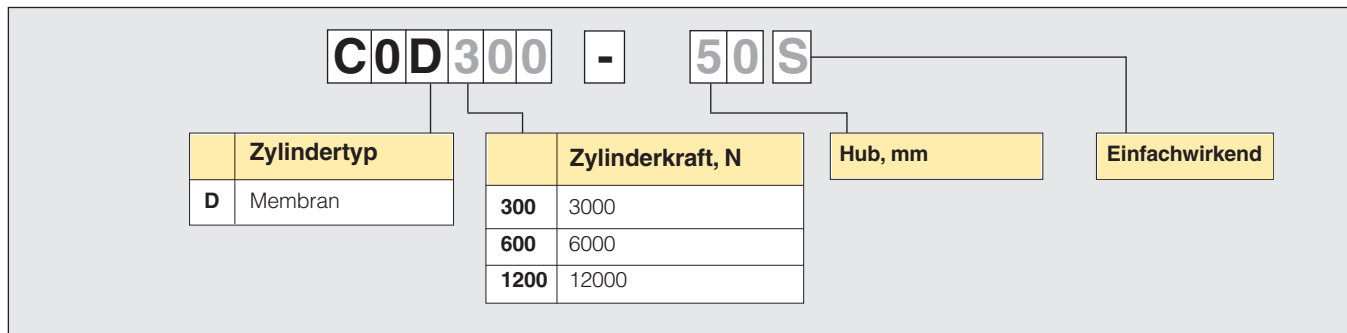 C0D300 - 50S
Zylindertyp
D Membran
Zylinderkraft, N
300 3000
600 6000
1200 12000
Hub, mm
Einfachwirkend